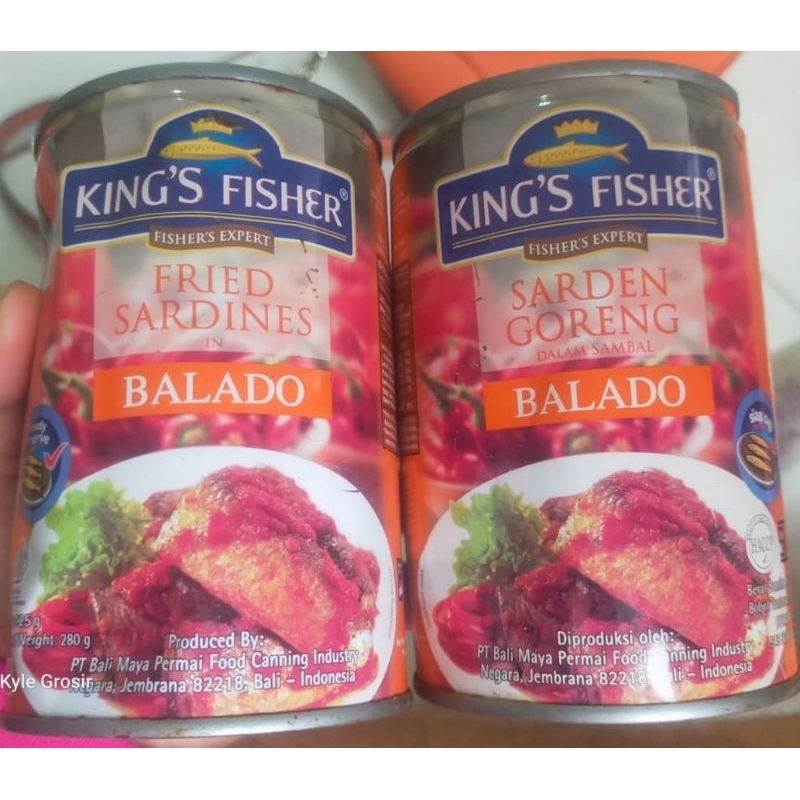 KING'S FISHER®
FISHER'S EXPERT
FRIED
SARDINES
IN
BALADO
Weight: 280 g
Produced By:
PT Bali Maya Permai Food Canning Industry
Negara, Jembrana 82218, Bali – Indonesia
KING'S FISHER®
FISHER'S EXPERT
SARDEN
GORENG
DALAM SAMBAL
BALADO
siap
HACCP
Diproduksi oleh:
PT Bali Maya Permai Food Canning Industry
Negara, Jembrana 82218, Bali – Indonesia
Kyle Grosir